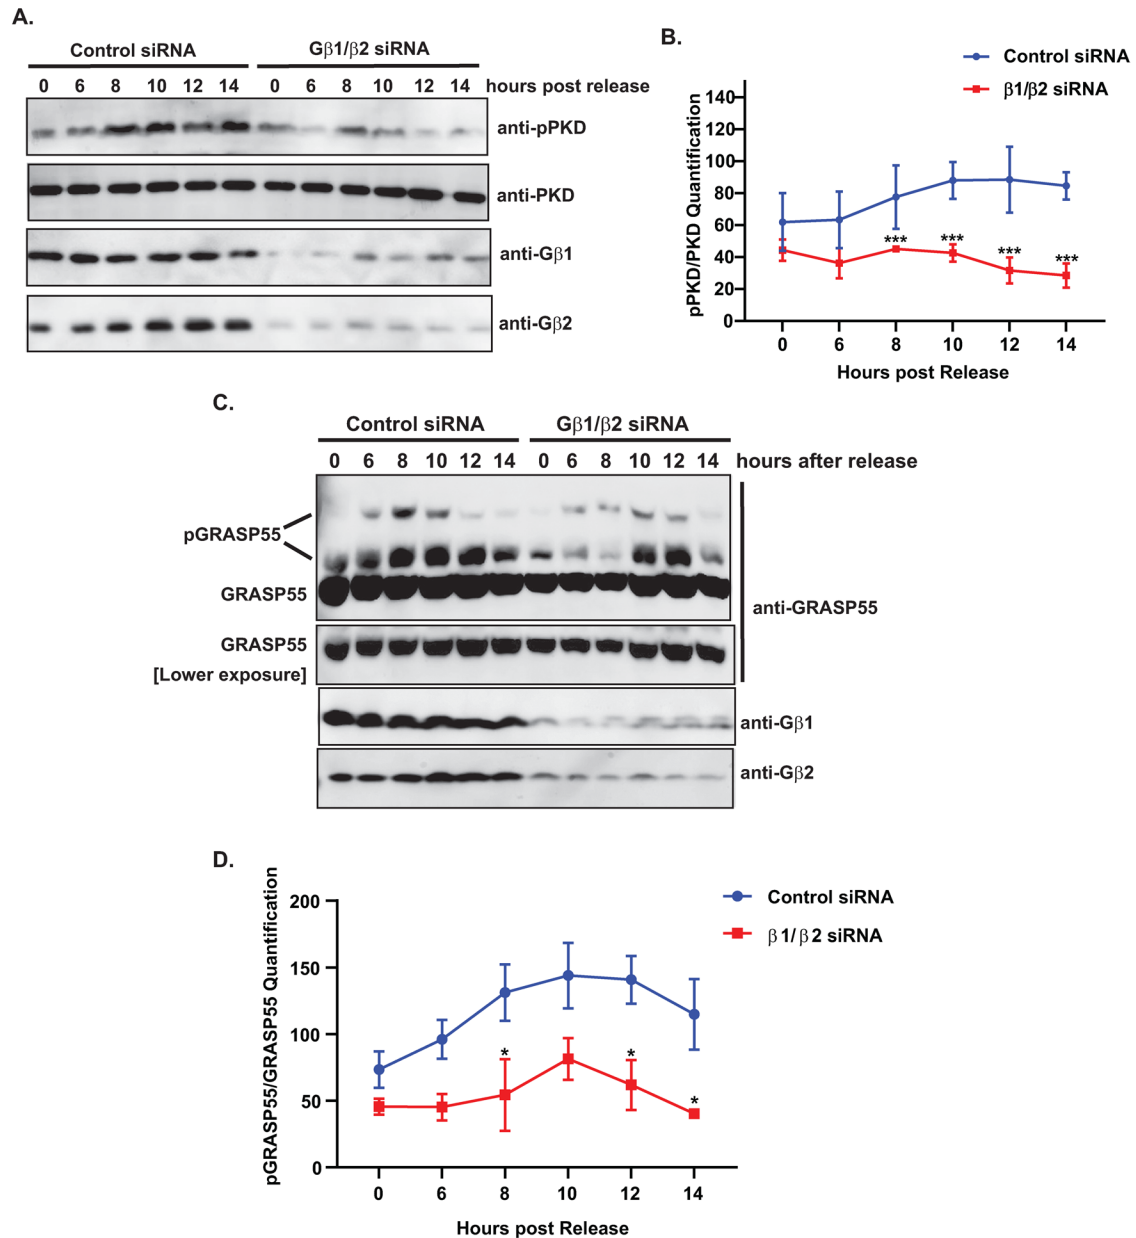 A.
Control siRNA
Gβ1/β2 siRNA
0 6 8 10 12 14 0 6 8 10 12 14 hours post release
anti-pPKD
anti-PKD
anti-Gβ1
anti-Gβ2
B.
Control siRNA
β1/β2 siRNA
pPKD/PKD Quantification
140
120
100
80
60
40
20
0
***
***
***
***
0 6 8 10 12 14
Hours post Release
C.
Control siRNA
Gβ1/β2 siRNA
0 6 8 10 12 14 0 6 8 10 12 14 hours after release
pGRASP55
GRASP55
anti-GRASP55
GRASP55
[Lower exposure]
anti-Gβ1
anti-Gβ2
D.
Control siRNA
β1/β2 siRNA
pGRASP55/GRASP55 Quantification
200
150
100
50
0
*
*
*
0 6 8 10 12 14
Hours post Release